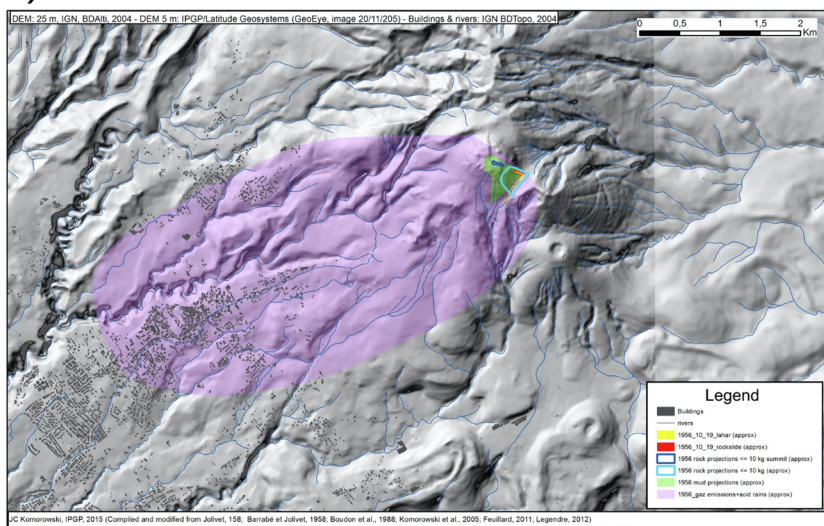 DEM: 25 m, IGN, BDAlti, 2004 - DEM 5 m: IPGP/Latitude Geosystems (GeoEye, image 20/11/205) - Buildings & rivers: IGN BDTopo, 2004
0 0,5 1 1,5 2
Km
Legend
Buildings
rivers
1956_10_19_lahar (approx)
1956_10_19_rockslide (approx)
1956 rock projections <= 10 kg summit (approx)
1956 rock projections <= 10 kg (approx)
1956 mud projections (approx)
1956_gaz emissions+acid rains (approx)
JC Komorowski, IPGP, 2015 (Compiled and modified from Jolivet, 158; Barrabé et Jolivet, 1958; Boudon et al., 1988; Komorowski et al., 2005; Feuillard, 2011; Legendre, 2012)